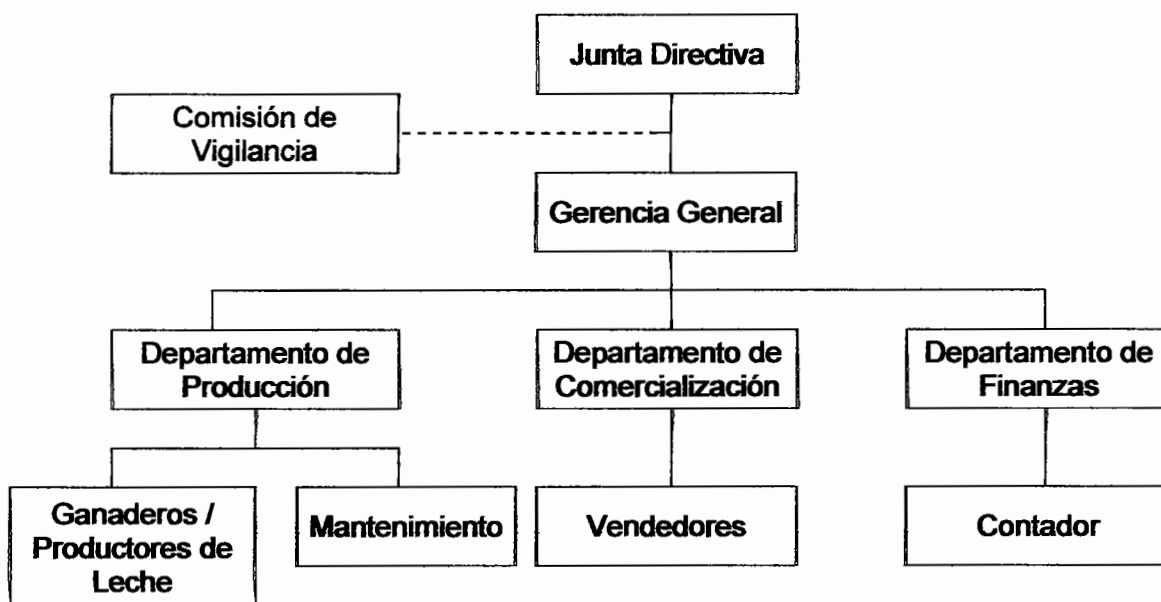 Junta Directiva
Comisión de
Vigilancia
Gerencia General
Departamento de
Producción
Departamento de
Comercialización
Departamento de
Finanzas
Ganaderos /
Productores de
Leche
Mantenimiento
Vendedores
Contador